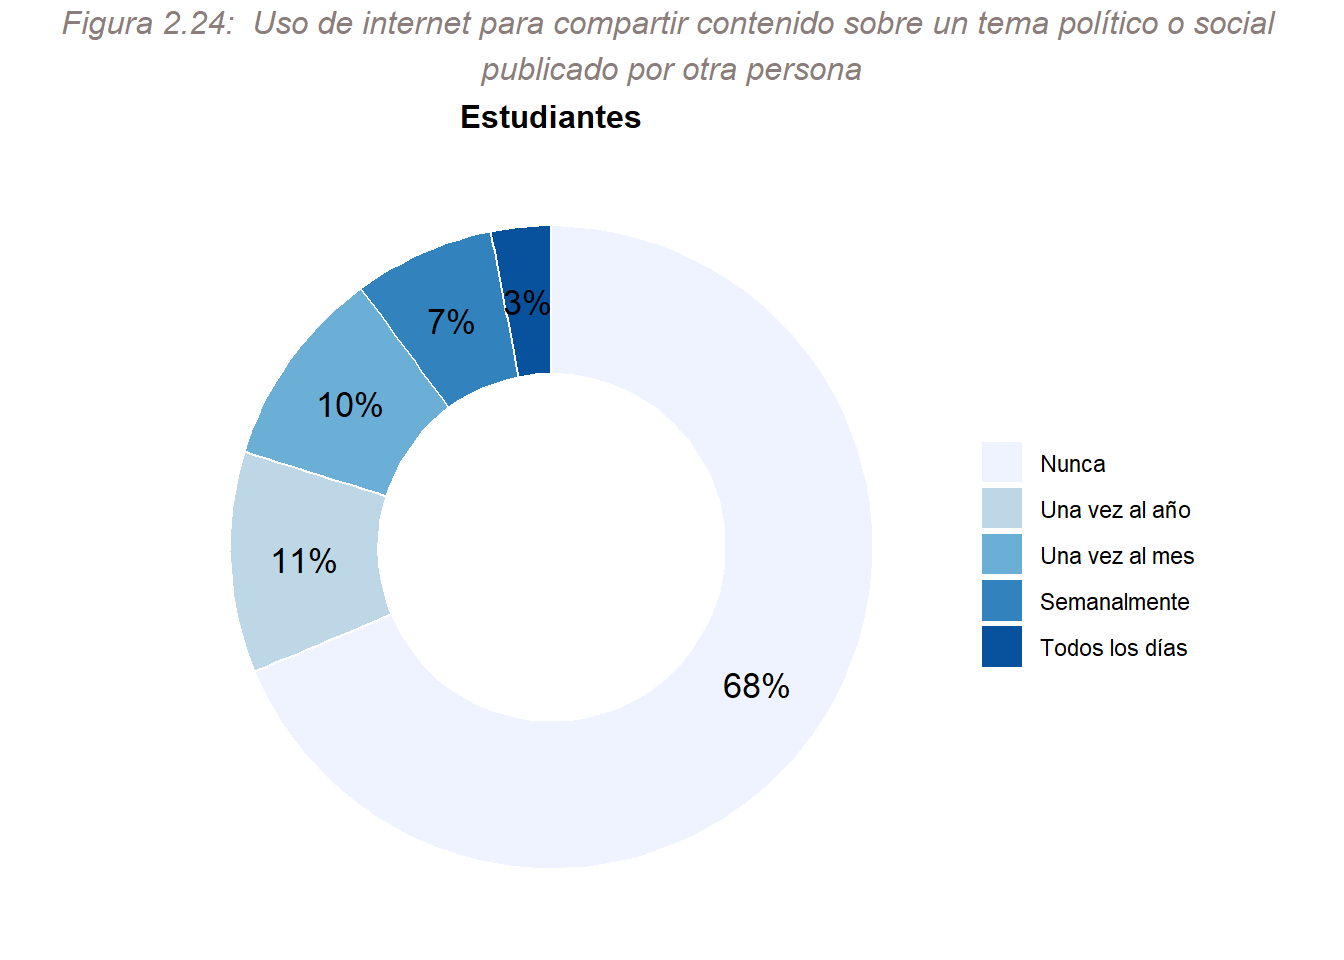 Figura 2.24:  Uso de internet para compartir contenido sobre un tema político o social
publicado por otra persona
Estudiantes
3%
7%
10%
11%
68%
Nunca
Una vez al año
Una vez al mes
Semanalmente
Todos los días